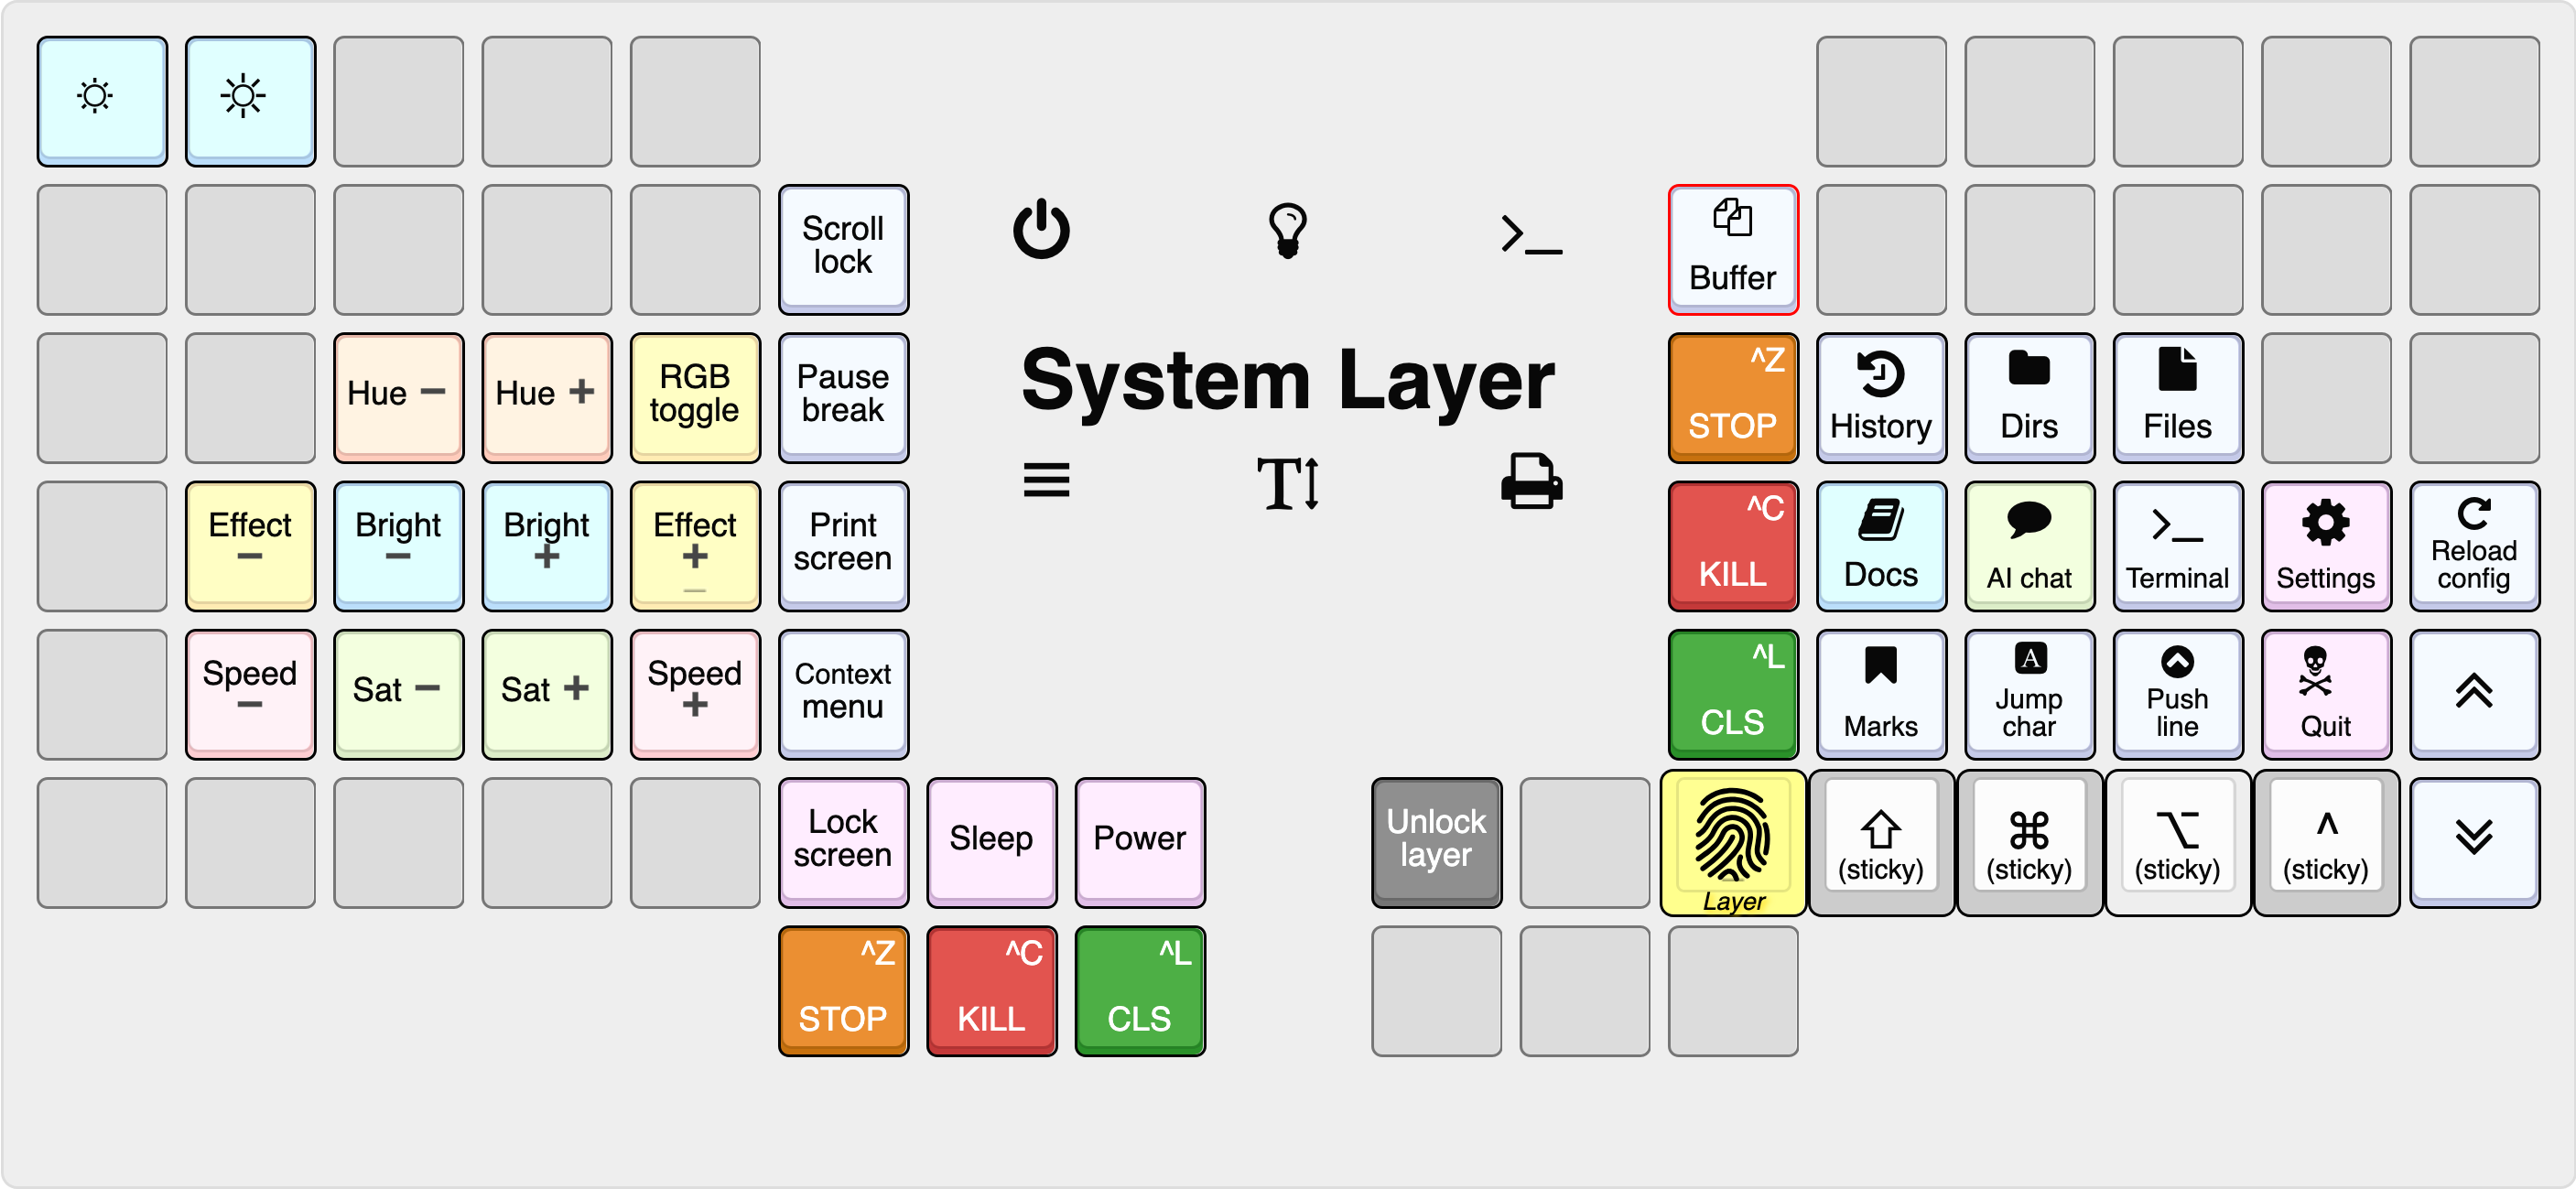 Scroll
lock
Buffer
Hue −
Hue +
RGB
toggle
Pause
break
System Layer
^Z
STOP
History
Dirs
Files
Effect
−
Bright
−
Bright
+
Effect
+
−
Print
screen
T
^C
KILL
Docs
AI chat
>_
Terminal
Settings
Reload
config
Speed
−
Sat −
Sat +
Speed
+
Context
menu
^L
CLS
Marks
A
Jump
char
Push
line
Quit
Lock
screen
Sleep
Power
Unlock
layer
Layer
⇧
(sticky)
⌘
(sticky)
⌥
(sticky)
^
(sticky)
^Z
STOP
^C
KILL
^L
CLS